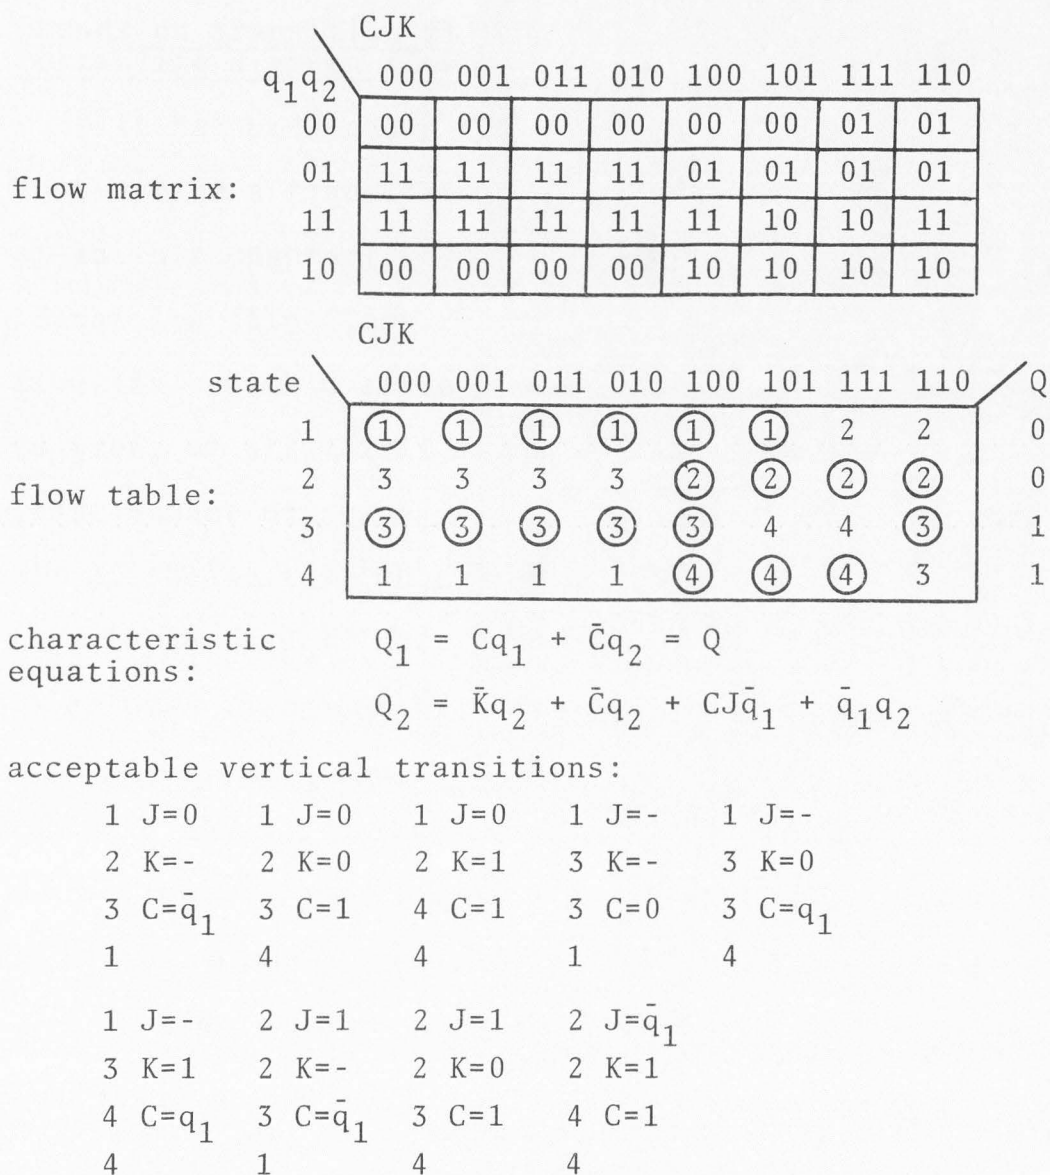 CJK
q₁q₂ 000 001 011 010 100 101 111 110
00 00 00 00 00 00 00 01 01
flow matrix: 01 11 11 11 11 01 01 01 01
11 11 11 11 11 11 10 10 11
10 00 00 00 00 10 10 10 10
CJK
state 000 001 011 010 100 101 111 110 Q
1 ① ① ① ① ① ① 2 2 0
flow table: 2 3 3 3 3 ② ② ② ② 0
3 ③ ③ ③ ③ ③ 4 4 ③ 1
4 1 1 1 1 ④ ④ ④ 3 1
characteristic Q₁ = Cq₁ + C̄q₂ = Q
equations:
Q₂ = K̄q₂ + C̄q₂ + CJq̄₁ + q̄₁q₂
acceptable vertical transitions:
1 J=0 1 J=0 1 J=0 1 J=- 1 J=-
2 K=- 2 K=0 2 K=1 3 K=- 3 K=0
3 C=q̄₁ 3 C=1 4 C=1 3 C=0 3 C=q₁
1 4 4 1 4
1 J=- 2 J=1 2 J=1 2 J=q̄₁
3 K=1 2 K=- 2 K=0 2 K=1
4 C=q₁ 3 C=q̄₁ 3 C=1 4 C=1
4 1 4 4